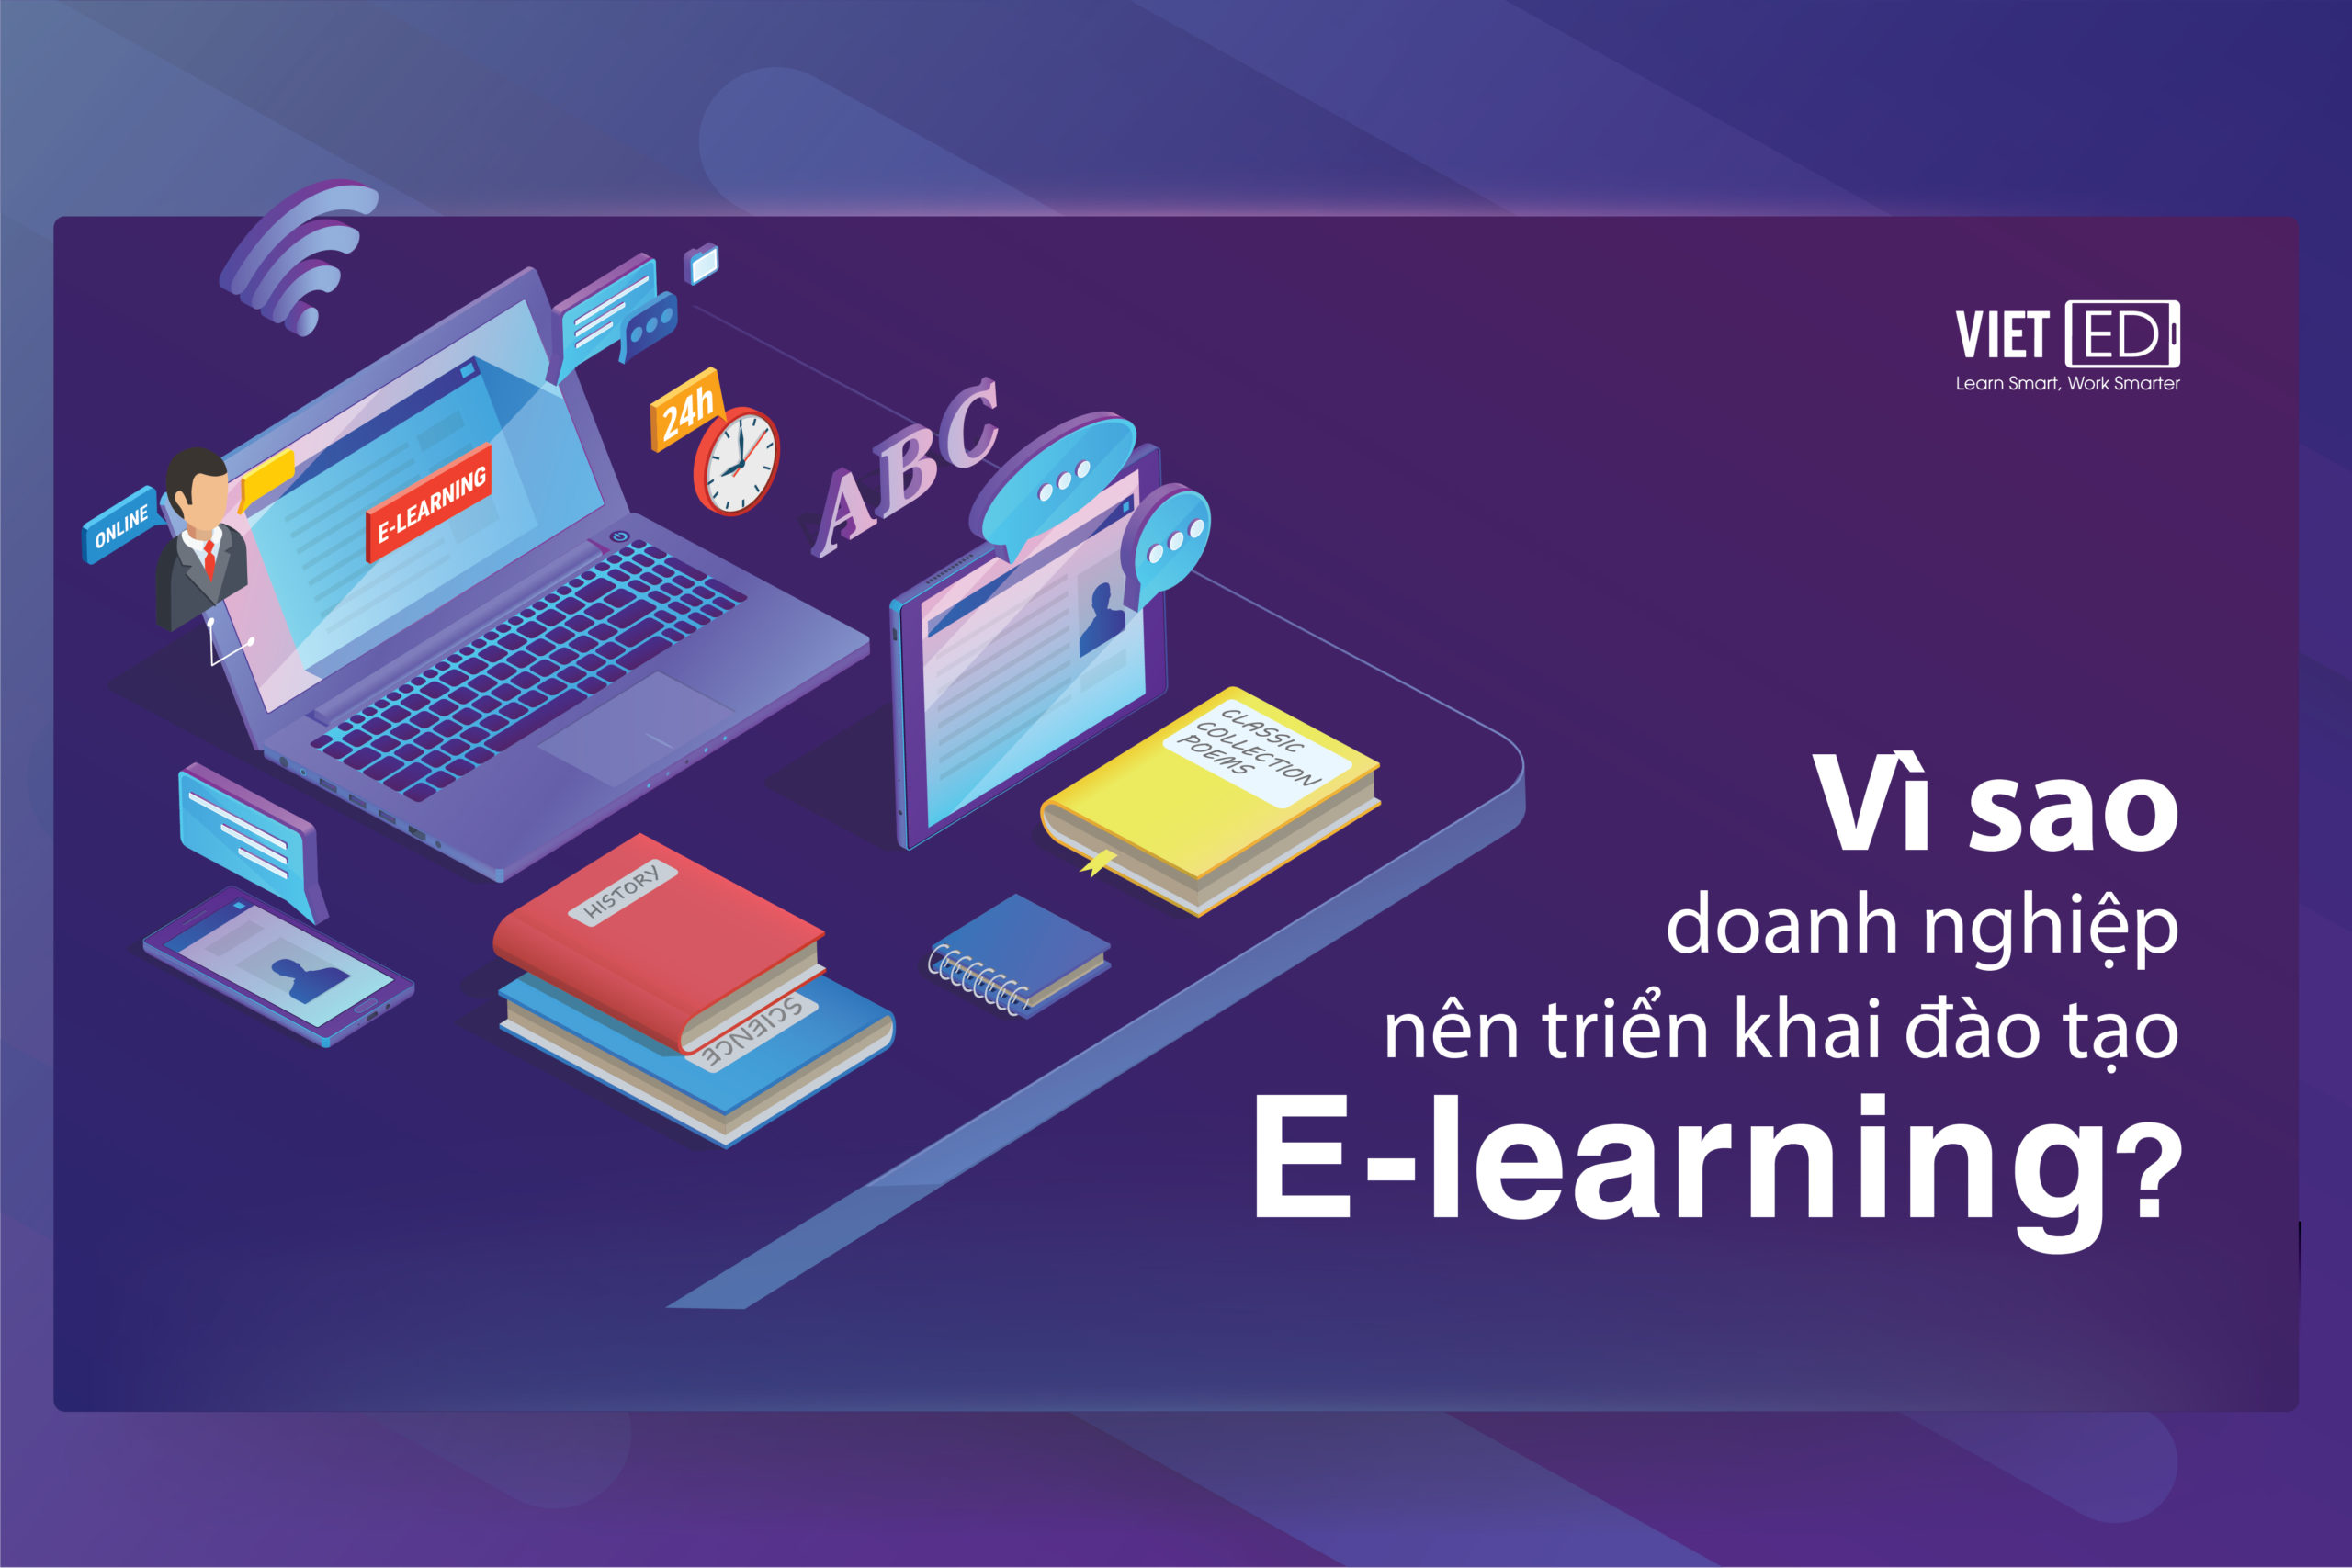 VIET ED
Learn Smart, Work Smarter
24h
ABC
ONLINE
E-LEARNING
CLASSIC
COLLECTION
POEMS
HISTORY
SCIENCE
Vì sao
doanh nghiệp
nên triển khai đào tạo
E-learning?